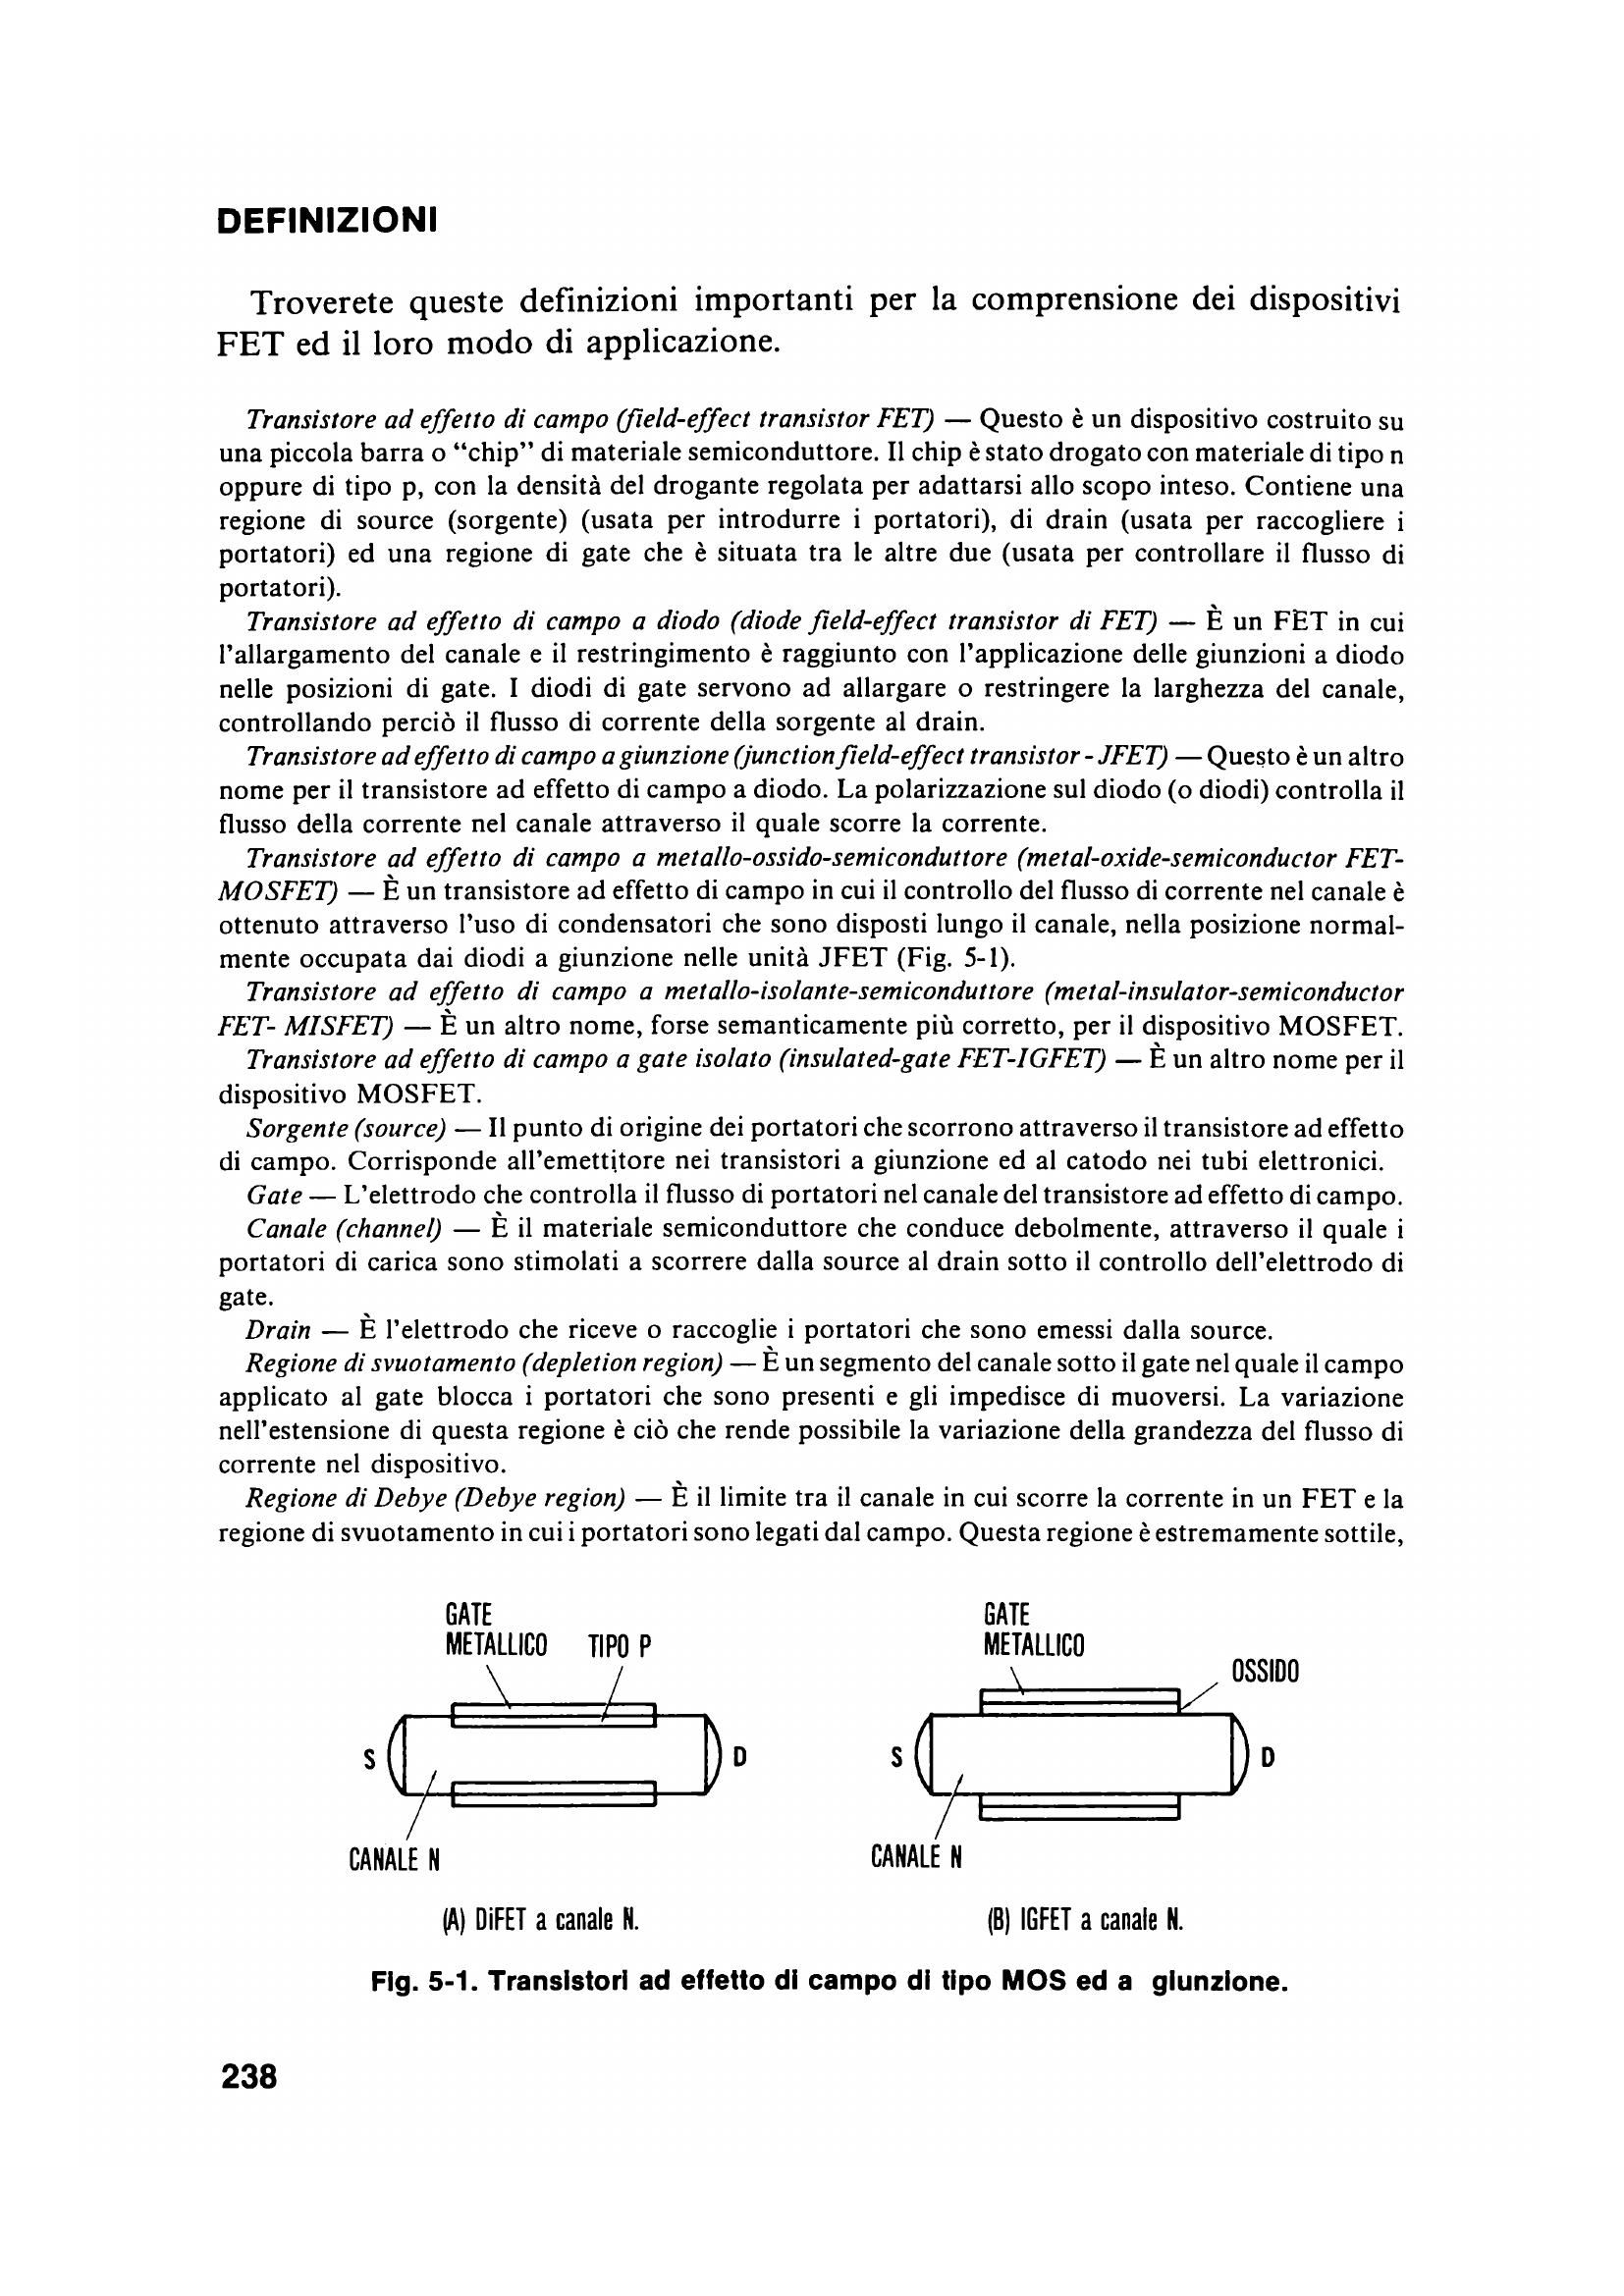 DEFINIZIONI
Troverete queste definizioni importanti per la comprensione dei dispositivi
FET ed il loro modo di applicazione.
Transistore ad effetto di campo (field-effect transistor FET) — Questo è un dispositivo costruito su
una piccola barra o “chip” di materiale semiconduttore. Il chip è stato drogato con materiale di tipo n
oppure di tipo p, con la densità del drogante regolata per adattarsi allo scopo inteso. Contiene una
regione di source (sorgente) (usata per introdurre i portatori), di drain (usata per raccogliere i
portatori) ed una regione di gate che è situata tra le altre due (usata per controllare il flusso di
portatori).
Transistore ad effetto di campo a diodo (diode field-effect transistor di FET) — È un FET in cui
l’allargamento del canale e il restringimento è raggiunto con l’applicazione delle giunzioni a diodo
nelle posizioni di gate. I diodi di gate servono ad allargare o restringere la larghezza del canale,
controllando perciò il flusso di corrente della sorgente al drain.
Transistore ad effetto di campo a giunzione (junction field-effect transistor - JFET) — Questo è un altro
nome per il transistore ad effetto di campo a diodo. La polarizzazione sul diodo (o diodi) controlla il
flusso della corrente nel canale attraverso il quale scorre la corrente.
Transistore ad effetto di campo a metallo-ossido-semiconduttore (metal-oxide-semiconductor FET-
MOSFET) — È un transistore ad effetto di campo in cui il controllo del flusso di corrente nel canale è
ottenuto attraverso l’uso di condensatori che sono disposti lungo il canale, nella posizione normal-
mente occupata dai diodi a giunzione nelle unità JFET (Fig. 5-1).
Transistore ad effetto di campo a metallo-isolante-semiconduttore (metal-insulator-semiconductor
FET- MISFET) — È un altro nome, forse semanticamente più corretto, per il dispositivo MOSFET.
Transistore ad effetto di campo a gate isolato (insulated-gate FET-IGFET) — È un altro nome per il
dispositivo MOSFET.
Sorgente (source) — Il punto di origine dei portatori che scorrono attraverso il transistore ad effetto
di campo. Corrisponde all’emettitore nei transistori a giunzione ed al catodo nei tubi elettronici.
Gate — L’elettrodo che controlla il flusso di portatori nel canale del transistore ad effetto di campo.
Canale (channel) — È il materiale semiconduttore che conduce debolmente, attraverso il quale i
portatori di carica sono stimolati a scorrere dalla source al drain sotto il controllo dell’elettrodo di
gate.
Drain — È l’elettrodo che riceve o raccoglie i portatori che sono emessi dalla source.
Regione di svuotamento (depletion region) — È un segmento del canale sotto il gate nel quale il campo
applicato al gate blocca i portatori che sono presenti e gli impedisce di muoversi. La variazione
nell’estensione di questa regione è ciò che rende possibile la variazione della grandezza del flusso di
corrente nel dispositivo.
Regione di Debye (Debye region) — È il limite tra il canale in cui scorre la corrente in un FET e la
regione di svuotamento in cui i portatori sono legati dal campo. Questa regione è estremamente sottile,
GATE
METALLICO TIPO P
S D
CANALE N
(A) DiFET a canale N.
GATE
METALLICO
OSSIDO
S D
CANALE N
(B) IGFET a canale N.
Fig. 5-1. Transistori ad effetto di campo di tipo MOS ed a giunzione.
238